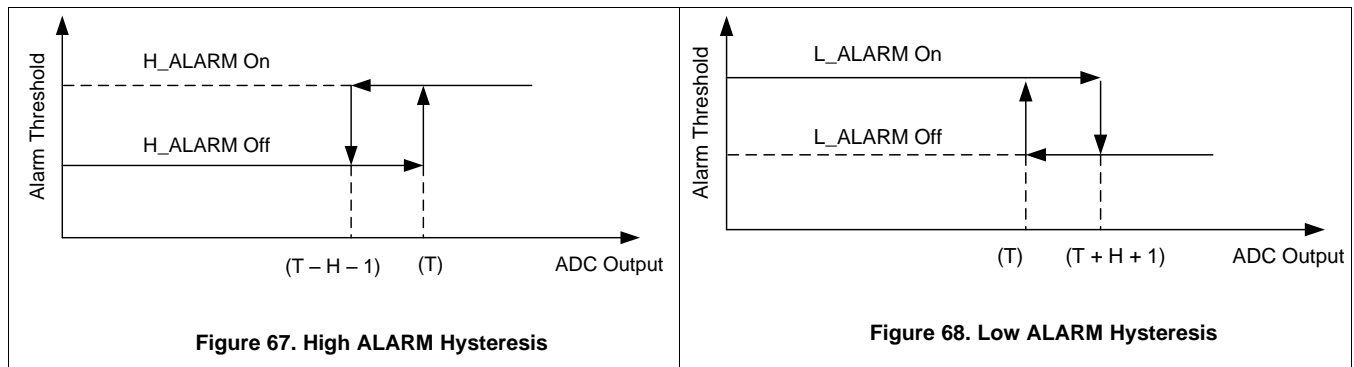 Alarm Threshold
H_ALARM On
H_ALARM Off
(T – H – 1)
(T)
ADC Output
Figure 67. High ALARM Hysteresis
Alarm Threshold
L_ALARM On
L_ALARM Off
(T)
(T + H + 1)
ADC Output
Figure 68. Low ALARM Hysteresis